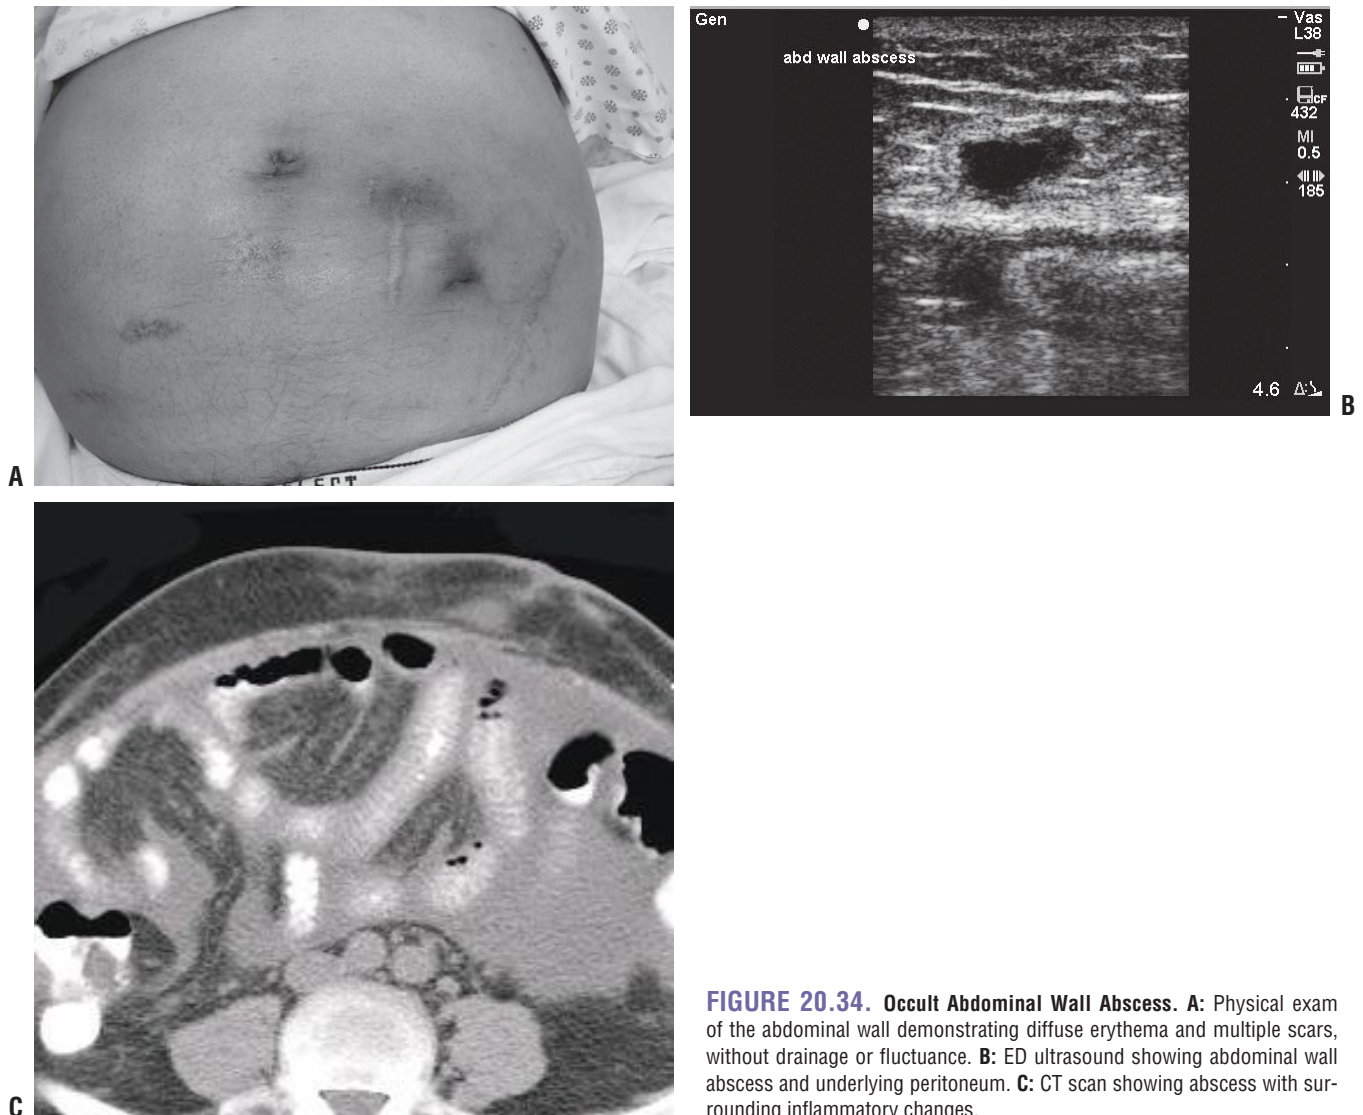 Gen
abd wall abscess
Vas
L38
CF
432
MI
0.5
185
4.6
A
B
C
FIGURE 20.34. Occult Abdominal Wall Abscess. A: Physical exam
of the abdominal wall demonstrating diffuse erythema and multiple scars,
without drainage or fluctuance. B: ED ultrasound showing abdominal wall
abscess and underlying peritoneum. C: CT scan showing abscess with sur-
rounding inflammatory changes.